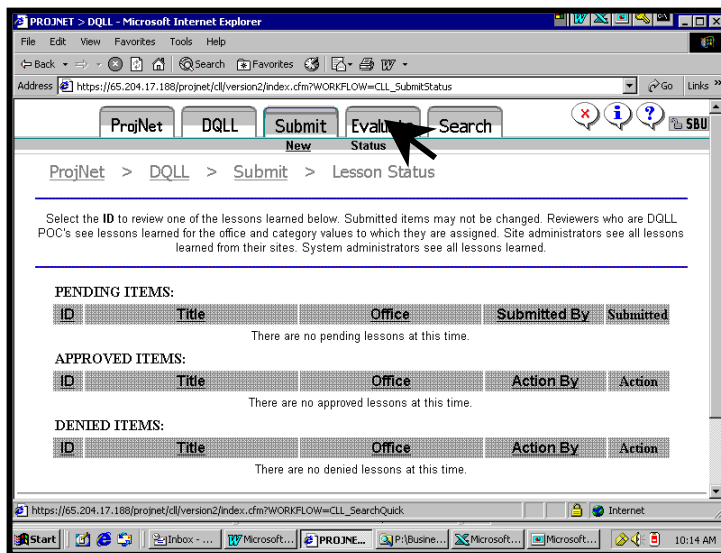 PROJNET > DQLL - Microsoft Internet Explorer
File Edit View Favorites Tools Help
Back Search Favorites
Address https://65.204.17.188/projnet/cll/version2/index.cfm?WORKFLOW=CLL_SubmitStatus Go Links »
ProjNet DQLL Submit Search SBU
New Status
ProjNet > DQLL > Submit > Lesson Status
Select the ID to review one of the lessons learned below. Submitted items may not be changed. Reviewers who are DQLL
POC's see lessons learned for the office and category values to which they are assigned. Site administrators see all lessons
learned from their sites. System administrators see all lessons learned.
PENDING ITEMS:
ID Title Office Submitted By Submitted
There are no pending lessons at this time.
APPROVED ITEMS:
ID Title Office Action By Action
There are no approved lessons at this time.
DENIED ITEMS:
ID Title Office Action By Action
There are no denied lessons at this time.
https://65.204.17.188/projnet/cll/version2/index.cfm?WORKFLOW=CLL_SearchQuick Internet
Start Inbox - ... Microsoft... PROJNE... P:\Busine... Microsoft... Microsoft... 10:14 AM